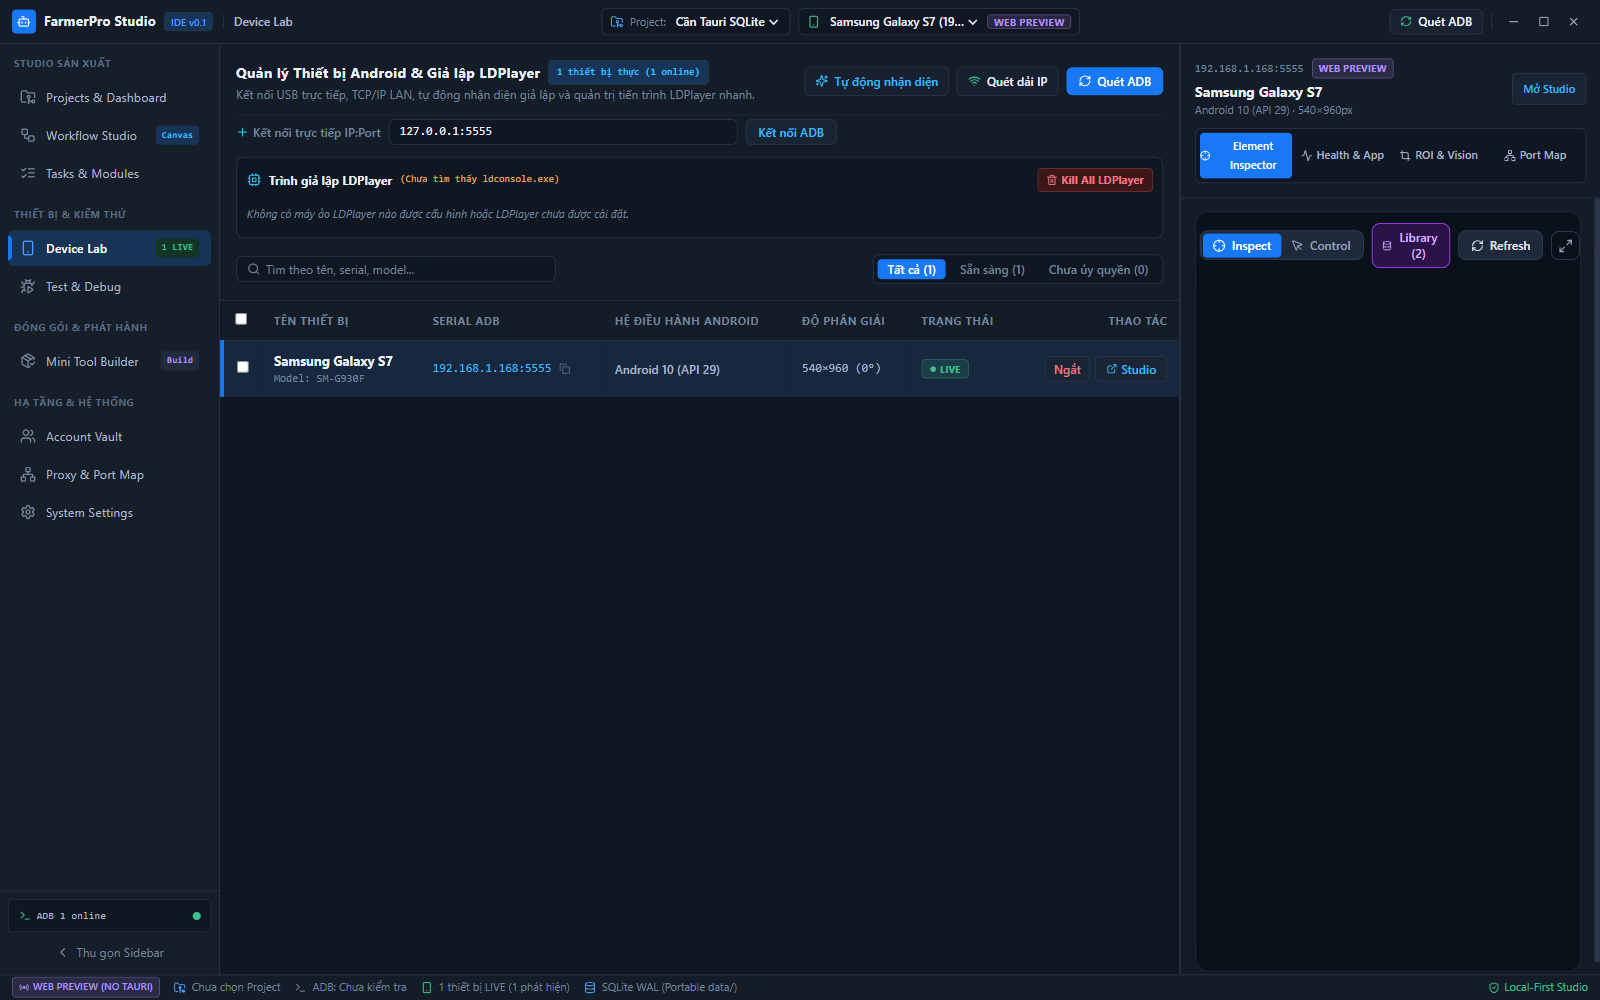 FarmerPro Studio IDE v0.1 Device Lab
Project: Cần Tauri SQLite
Samsung Galaxy S7 (19... WEB PREVIEW
Quét ADB
STUDIO SẢN XUẤT
Projects & Dashboard
Workflow Studio Canvas
Tasks & Modules
THIẾT BỊ & KIỂM THỬ
Device Lab 1 LIVE
Test & Debug
ĐÓNG GÓI & PHÁT HÀNH
Mini Tool Builder Build
HẠ TẦNG & HỆ THỐNG
Account Vault
Proxy & Port Map
System Settings
ADB 1 online
Thu gọn Sidebar
Quản lý Thiết bị Android & Giả lập LDPlayer 1 thiết bị thực (1 online)
Kết nối USB trực tiếp, TCP/IP LAN, tự động nhận diện giả lập và quản trị tiến trình LDPlayer nhanh.
Tự động nhận diện
Quét dải IP
Quét ADB
Kết nối trực tiếp IP:Port 127.0.0.1:5555 Kết nối ADB
Trình giả lập LDPlayer (Chưa tìm thấy ldconsole.exe)
Kill All LDPlayer
Không có máy ảo LDPlayer nào được cấu hình hoặc LDPlayer chưa được cài đặt.
Tìm theo tên, serial, model...
Tất cả (1) Sẵn sàng (1) Chưa ủy quyền (0)
TÊN THIẾT BỊ SERIAL ADB HỆ ĐIỀU HÀNH ANDROID ĐỘ PHÂN GIẢI TRẠNG THÁI THAO TÁC
Samsung Galaxy S7
Model: SM-G930F
192.168.1.168:5555 Android 10 (API 29) 540×960 (0°) LIVE Ngắt Studio
192.168.1.168:5555 WEB PREVIEW
Samsung Galaxy S7
Android 10 (API 29) · 540×960px
Mở Studio
Element
Inspector
Health & App
ROI & Vision
Port Map
Inspect Control
Library
(2)
Refresh
WEB PREVIEW (NO TAURI) Chưa chọn Project ADB: Chưa kiểm tra 1 thiết bị LIVE (1 phát hiện) SQLite WAL (Portable data/) Local-First Studio